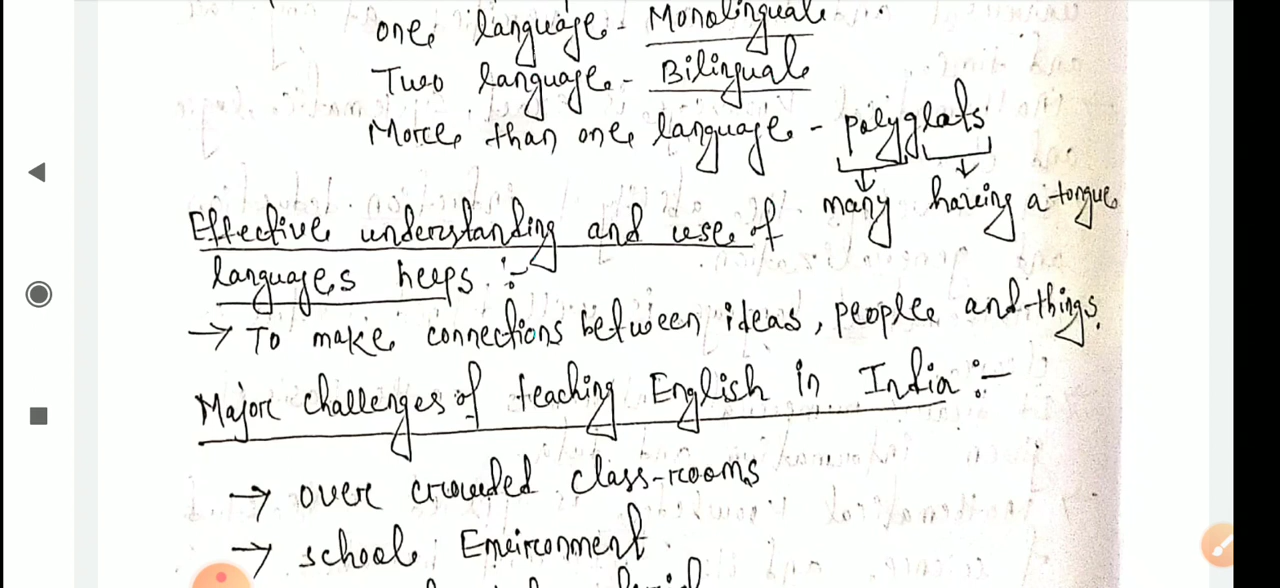 one language - Monolingual
Two language - Bilingual
More than one language - polyglats
many having a tongue
Effective understanding and use of
languages heeps :-
→ To make connections between ideas, people and things.
Major challenges of teaching English in India :-
→ over crowded class-rooms
→ school Environment